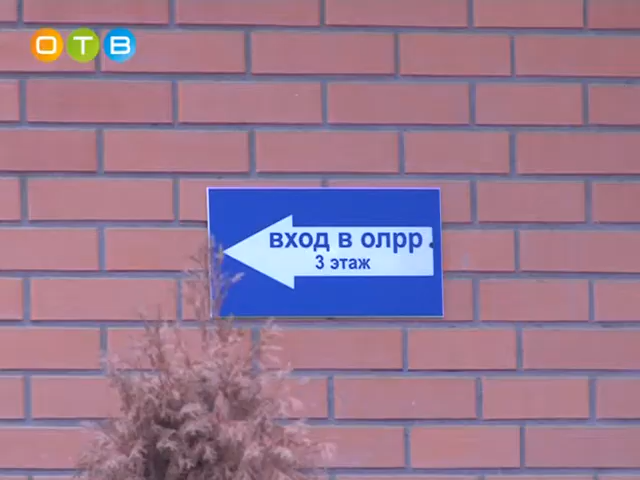 ОТВ
вход в олрр
3 этаж